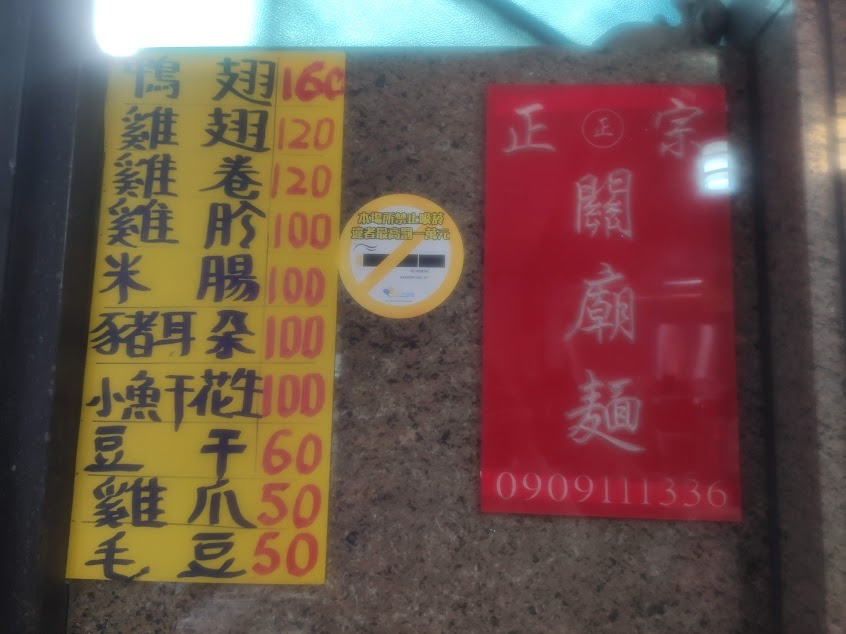 鴨翅160
雞翅120
雞卷120
雞肣100
米腸100
豬耳朵100
小魚干花生100
豆干60
雞爪50
毛豆50
本場所禁止吸菸
違者最高罰一萬元
正 正 宗
關廟麵
0909111336